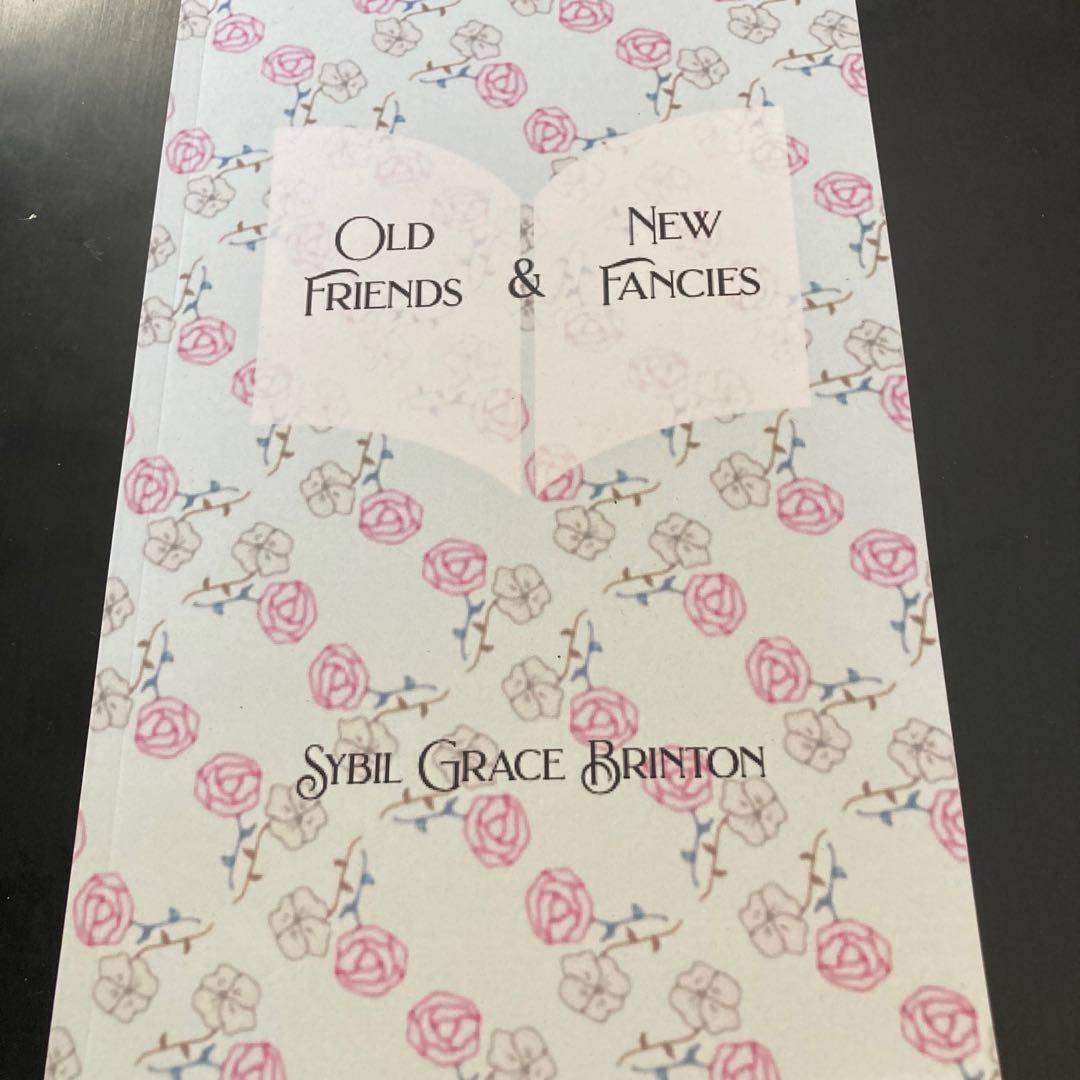 Old
Friends
&
New
Fancies
Sybil Grace Brinton